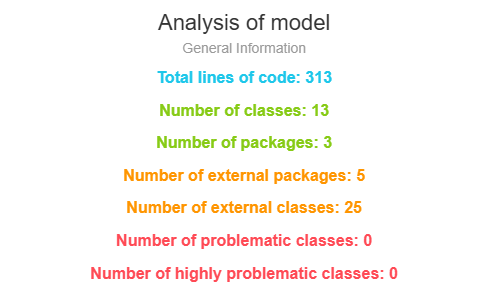 Analysis of model
General Information
Total lines of code: 313
Number of classes: 13
Number of packages: 3
Number of external packages: 5
Number of external classes: 25
Number of problematic classes: 0
Number of highly problematic classes: 0